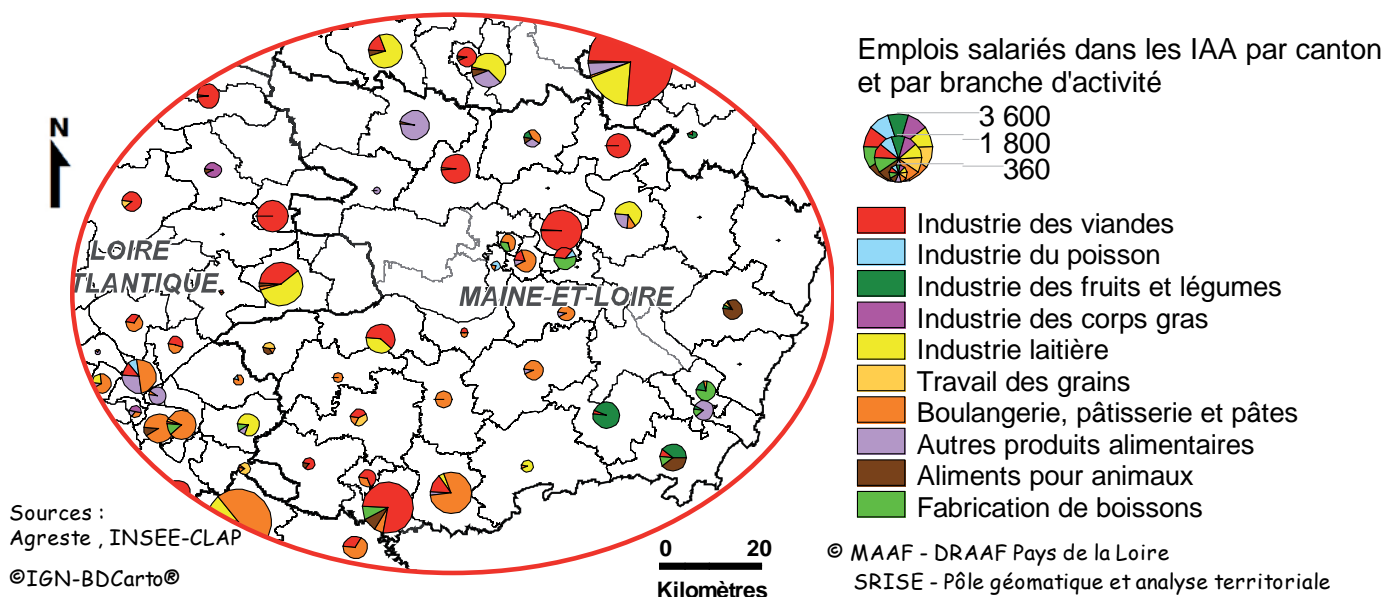 Emplois salariés dans les IAA par canton
et par branche d'activité
3 600
1 800
360
N
LOIRE
TLANTIQUE
MAINE-ET-LOIRE
Industrie des viandes
Industrie du poisson
Industrie des fruits et légumes
Industrie des corps gras
Industrie laitière
Travail des grains
Boulangerie, pâtisserie et pâtes
Autres produits alimentaires
Aliments pour animaux
Fabrication de boissons
Sources :
Agreste , INSEE-CLAP
©IGN-BDCarto®
0 20
Kilomètres
© MAAF - DRAAF Pays de la Loire
SRISE - Pôle géomatique et analyse territoriale